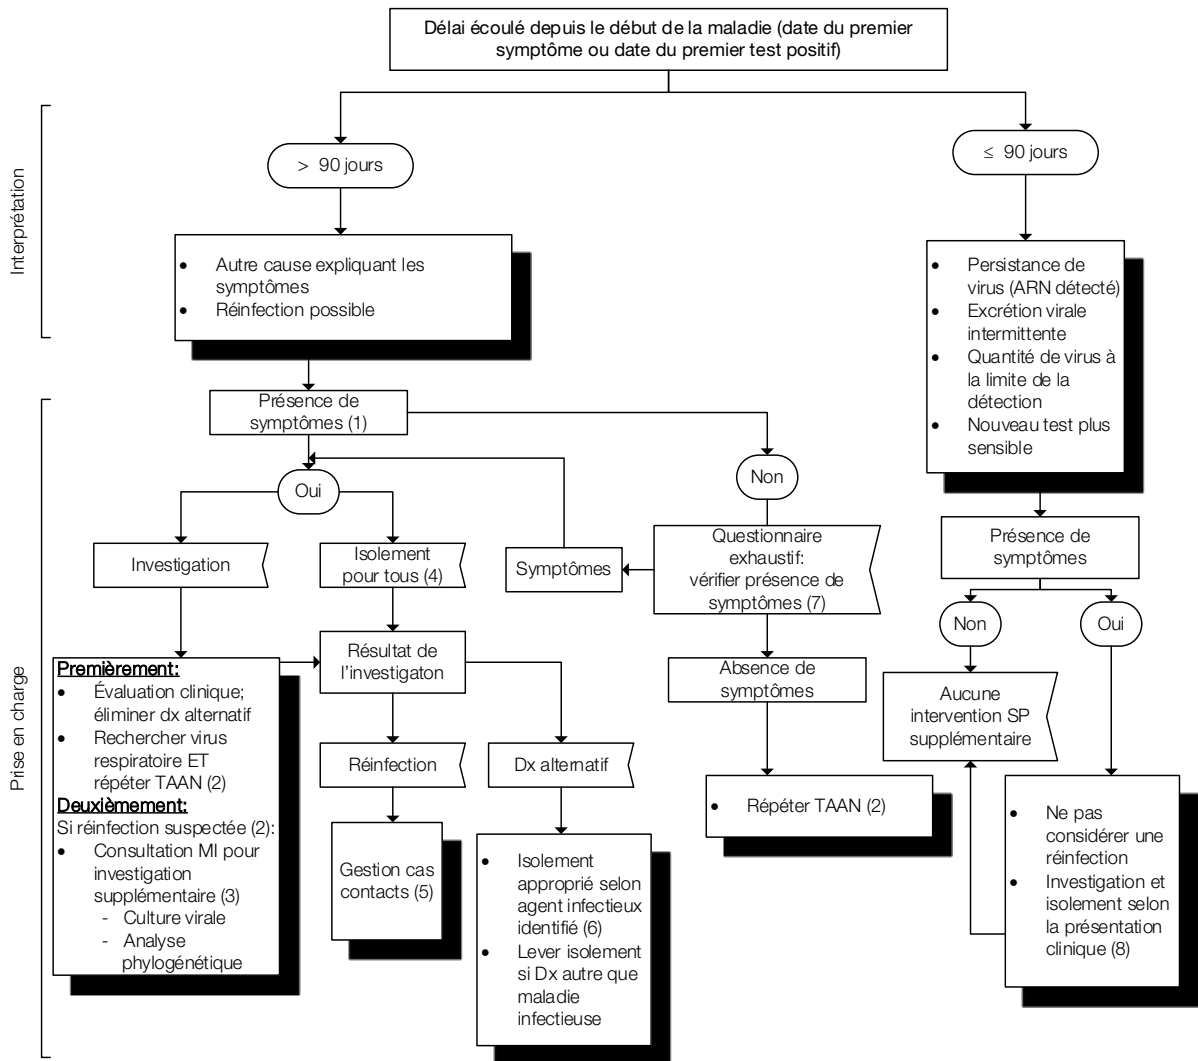 Délai écoulé depuis le début de la maladie (date du premier
symptôme ou date du premier test positif)
Interprétation
> 90 jours
≤ 90 jours
• Autre cause expliquant les
symptômes
• Réinfection possible
• Persistance de
virus (ARN détecté)
• Excrétion virale
intermittente
• Quantité de virus à
la limite de la
détection
• Nouveau test plus
sensible
Prise en charge
Présence de
symptômes (1)
Oui
Non
Investigation
Isolement
pour tous (4)
Symptômes
Questionnaire
exhaustif:
vérifier présence de
symptômes (7)
Présence de
symptômes
Non
Oui
Premièrement:
• Évaluation clinique;
éliminer dx alternatif
• Rechercher virus
respiratoire ET
répéter TAAN (2)
Deuxièmement:
Si réinfection suspectée (2):
• Consultation MI pour
investigation
supplémentaire (3)
- Culture virale
- Analyse
phylogénétique
Résultat de
l'investigaton
Absence de
symptômes
Aucune
intervention SP
supplémentaire
Réinfection
Dx alternatif
• Répéter TAAN (2)
Gestion cas
contacts (5)
• Isolement
approprié selon
agent infectieux
identifié (6)
• Lever isolement
si Dx autre que
maladie
infectieuse
• Ne pas
considérer une
réinfection
• Investigation et
isolement selon
la présentation
clinique (8)